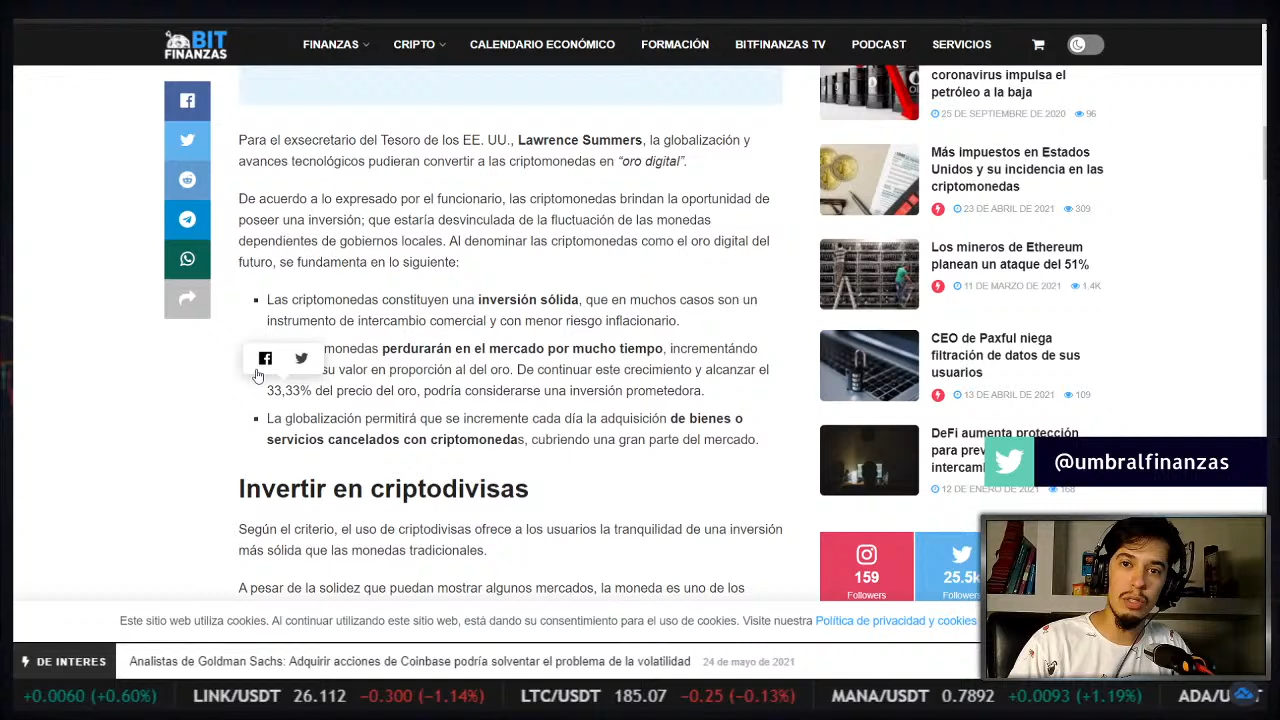 BIT
FINANZAS
FINANZAS
CRIPTO
CALENDARIO ECONÓMICO
FORMACIÓN
BITFINANZAS TV
PODCAST
SERVICIOS
Para el exsecretario del Tesoro de los EE. UU., Lawrence Summers, la globalización y
avances tecnológicos pudieran convertir a las criptomonedas en “oro digital”.
De acuerdo a lo expresado por el funcionario, las criptomonedas brindan la oportunidad de
poseer un inversión, que estaría desvinculada de la fluctuación de las monedas
dependientes de gobiernos locales. Al denominar las criptomonedas como el oro digital del
futuro, se fundamenta en lo siguiente:
Las criptomonedas constituyen una inversión sólida, que en muchos casos son un
instrumento de intercambio comercial y con menor riesgo inflacionario.
monedas perdurarán en el mercado por mucho tiempo, incrementándo
su valor en proporción al del oro. De continuar este crecimiento y alcanzar el
33,33% del precio del oro, podría considerarse una inversión prometedora.
La globalización permitirá que se incremente cada día la adquisición de bienes o
servicios cancelados con criptomonedas, cubriendo una gran parte del mercado.
Invertir en criptodivisas
Según el criterio, el uso de criptodivisas ofrece a los usuarios la tranquilidad de una inversión
más sólida que las monedas tradicionales.
A pesar de la solidez que puedan mostrar algunos mercados, la moneda es uno de los
coronavirus impulsa el
petróleo a la baja
25 DE SEPTIEMBRE DE 2020 96
Más impuestos en Estados
Unidos y su incidencia en las
criptomonedas
23 DE ABRIL DE 2021 309
Los mineros de Ethereum
planean un ataque del 51%
11 DE MARZO DE 2021 1.4K
CEO de Paxful niega
filtración de datos de sus
usuarios
13 DE ABRIL DE 2021 109
DeFi aumenta protección
para
12 DE ENERO DE 2021 168
@umbralfinanzas
159
Followers
25.5k
Followers
Este sitio web utiliza cookies. Al continuar utilizando este sitio web, está dando su consentimiento para el uso de cookies. Visite nuestra Política de privacidad y cookies
DE INTERES
Analistas de Goldman Sachs: Adquirir acciones de Coinbase podría solventar el problema de la volatilidad 24 de mayo de 2021
+0.0060 (+0.60%) LINK/USDT 26.112 −0.300 (−1.14%) LTC/USDT 185.07 −0.25 (−0.13%) MANA/USDT 0.7892 +0.0093 (+1.19%) ADA/U